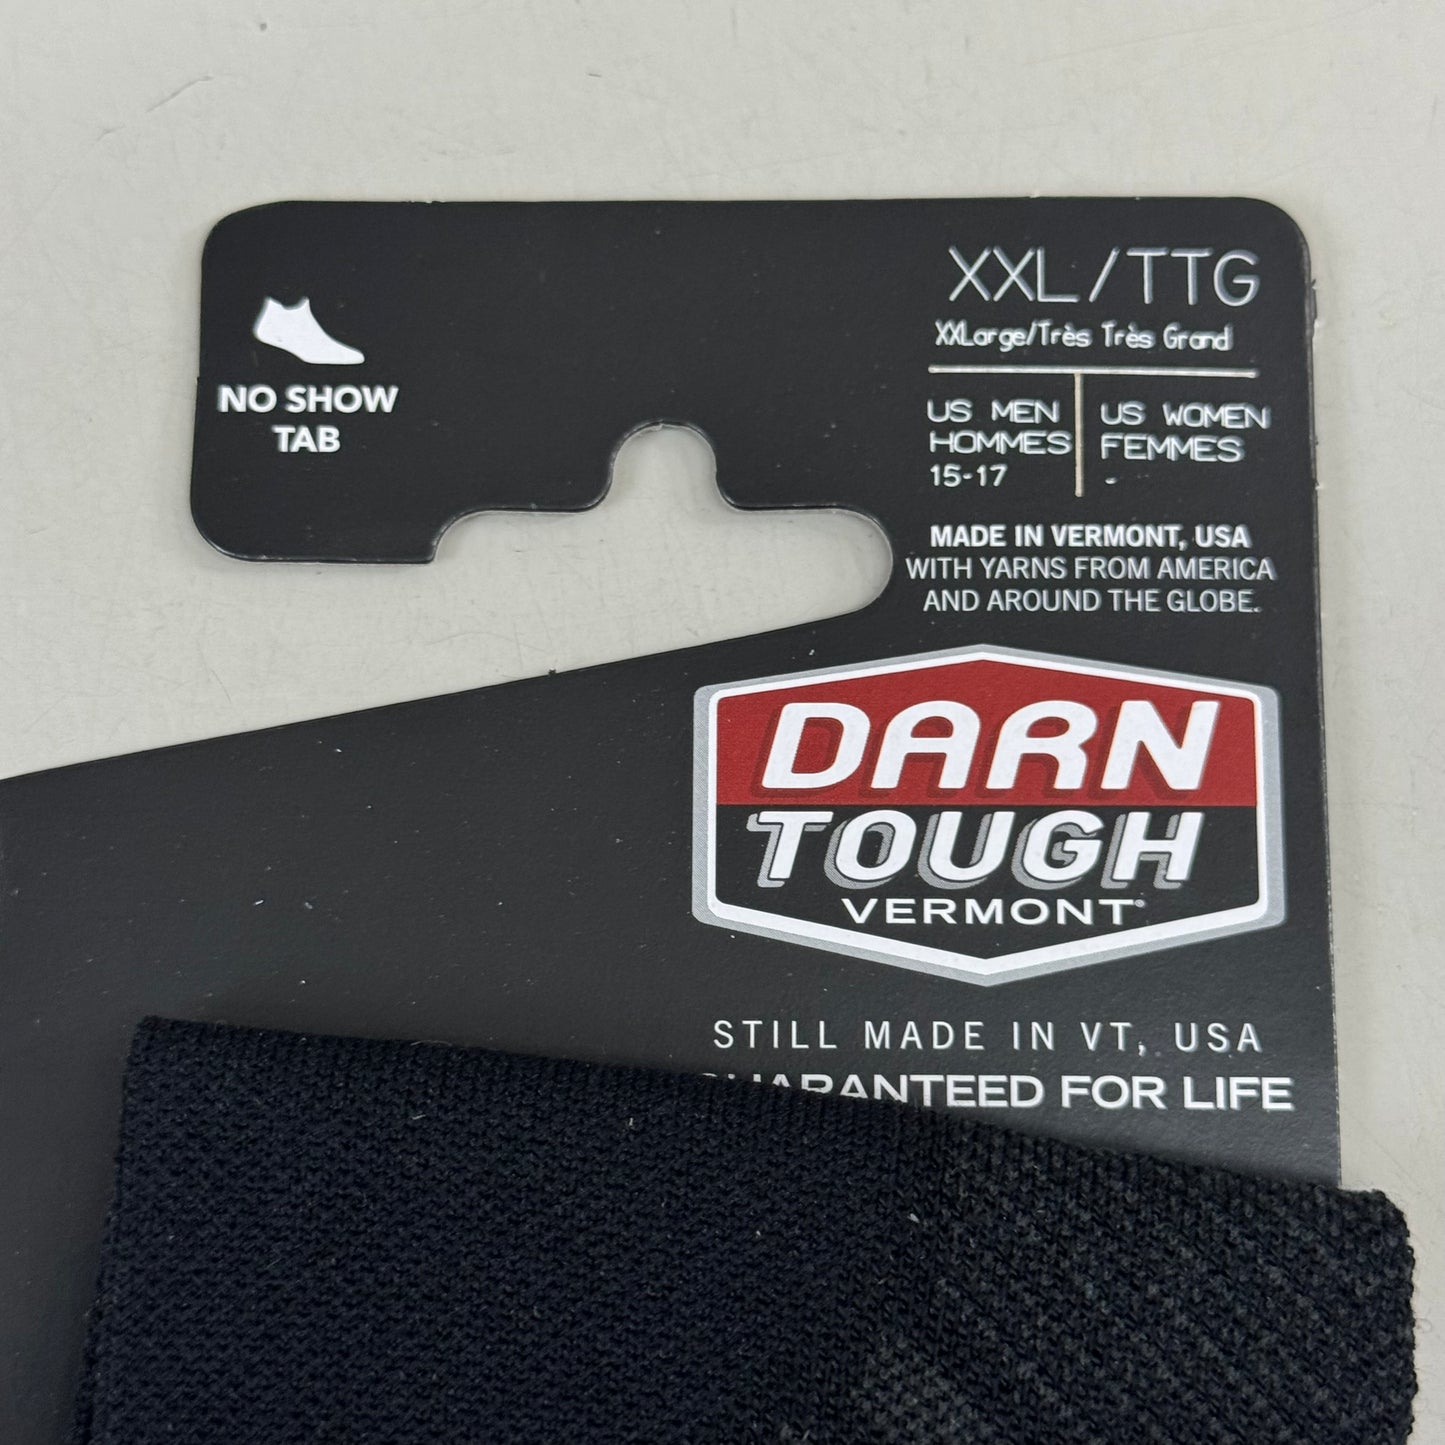 NO SHOW
TAB
XXL/TTG
XXLarge/Très Très Grand
US MEN
HOMMES
15-17
US WOMEN
FEMMES
-
MADE IN VERMONT, USA
WITH YARNS FROM AMERICA
AND AROUND THE GLOBE.
DARN
TOUGH
VERMONT®
STILL MADE IN VT, USA
GUARANTEED FOR LIFE